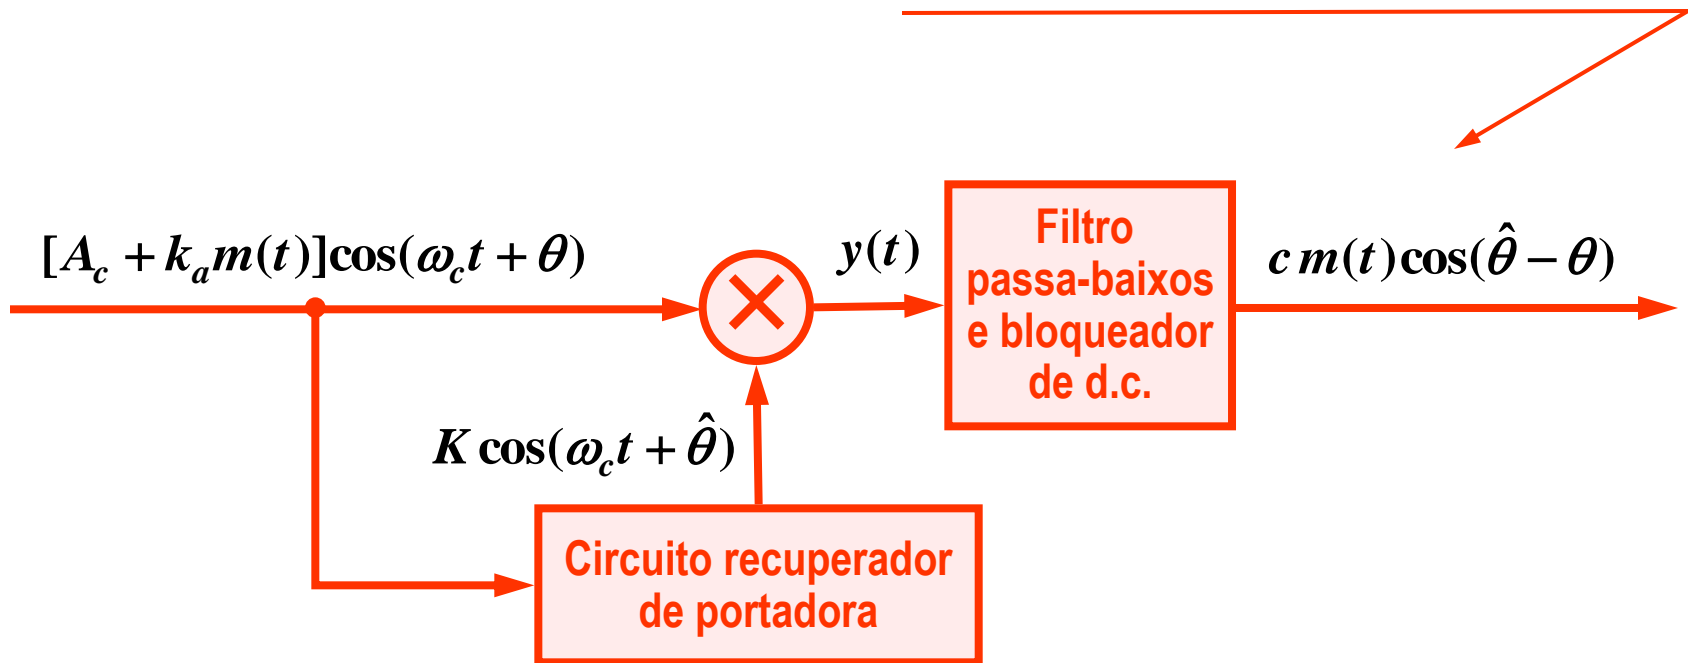 [A_c + k_a m(t)]cos(ω_c t + θ)
y(t)
Filtro
passa-baixos
e bloqueador
de d.c.
c m(t)cos(θ̂ − θ)
K cos(ω_c t + θ̂)
Circuito recuperador
de portadora